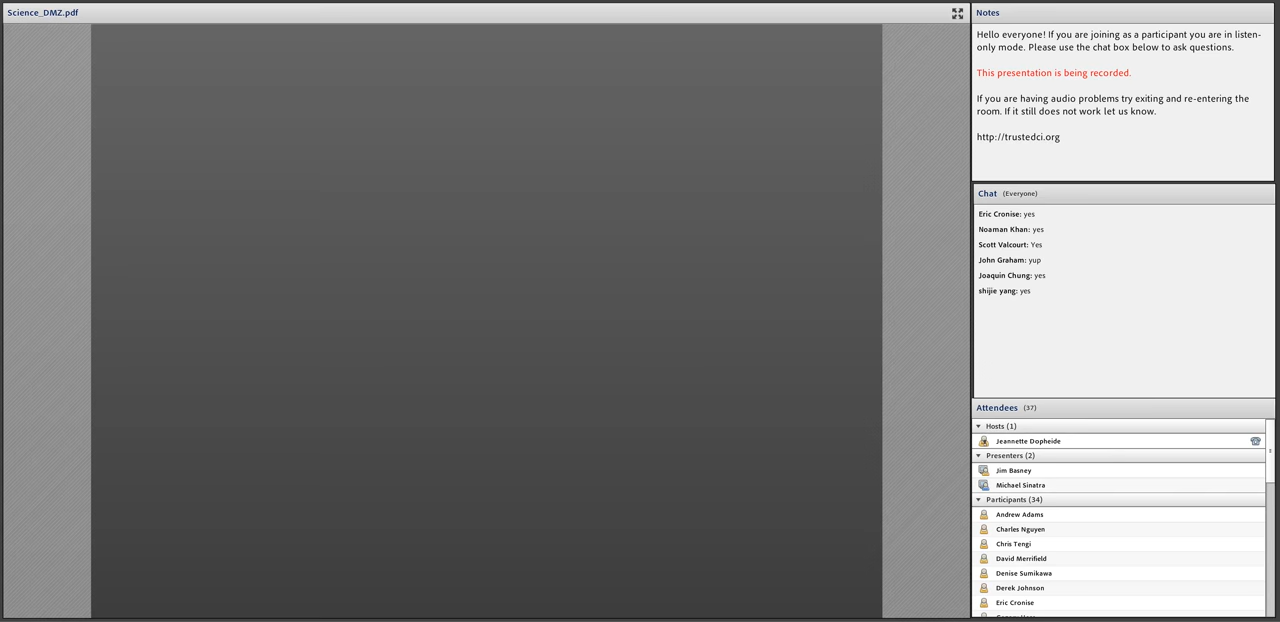 Science_DMZ.pdf
Notes
Hello everyone! If you are joining as a participant you are in listen-
only mode. Please use the chat box below to ask questions.
This presentation is being recorded.
If you are having audio problems try exiting and re-entering the
room. If it still does not work let us know.
http://trustedci.org
Chat (Everyone)
Eric Cronise: yes
Noaman Khan: yes
Scott Valcourt: Yes
John Graham: yup
Joaquin Chung: yes
shijie yang: yes
Attendees (37)
Hosts (1)
Jeannette Dopheide
Presenters (2)
Jim Basney
Michael Sinatra
Participants (34)
Andrew Adams
Charles Nguyen
Chris Tengi
David Merrifield
Denise Sumikawa
Derek Johnson
Eric Cronise